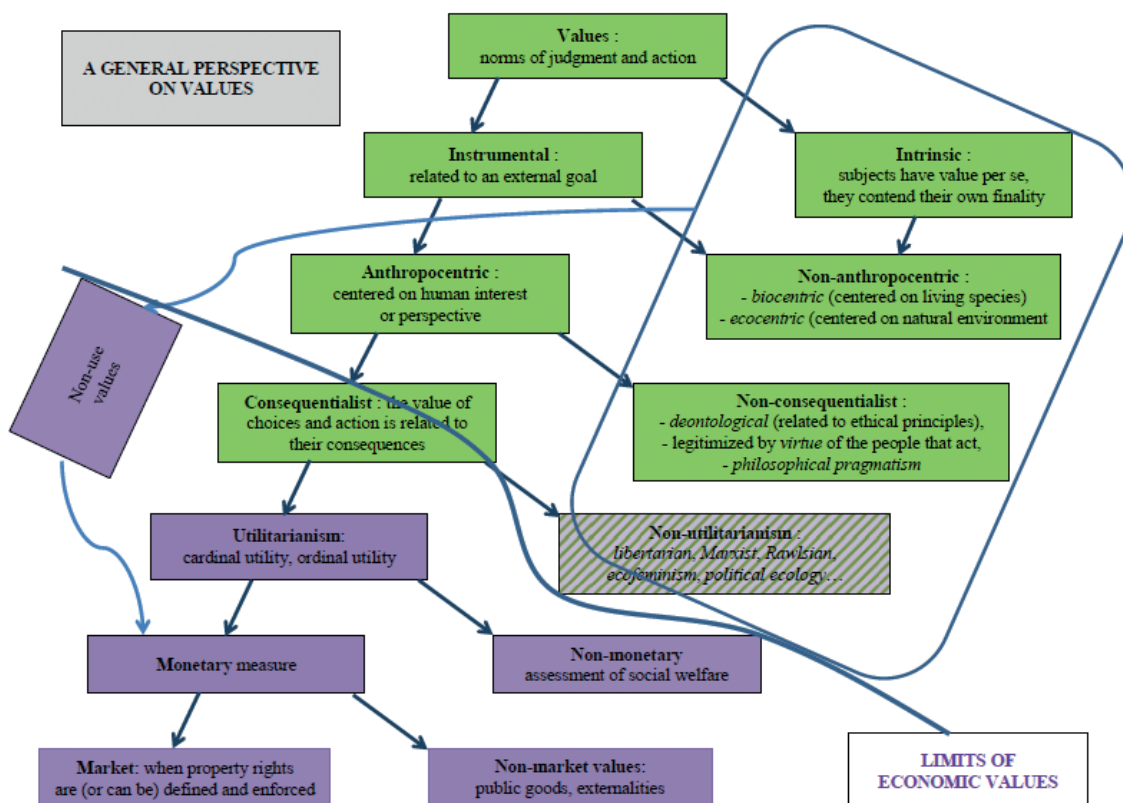 A GENERAL PERSPECTIVE
ON VALUES
Values :
norms of judgment and action
Instrumental :
related to an external goal
Intrinsic :
subjects have value per se,
they contend their own finality
Anthropocentric :
centered on human interest
or perspective
Non-anthropocentric :
- biocentric (centered on living species)
- ecocentric (centered on natural environment
Non-use
values
Consequentialist : the value of
choices and action is related to
their consequences
Non-consequentialist :
- deontological (related to ethical principles),
- legitimized by virtue of the people that act,
- philosophical pragmatism
Utilitarianism:
cardinal utility, ordinal utility
Non-utilitarianism :
libertarian, Marxist, Rawlsian,
ecofeminism, political ecology…
Monetary measure
Non-monetary
assessment of social welfare
Market: when property rights
are (or can be) defined and enforced
Non-market values:
public goods, externalities
LIMITS OF
ECONOMIC VALUES